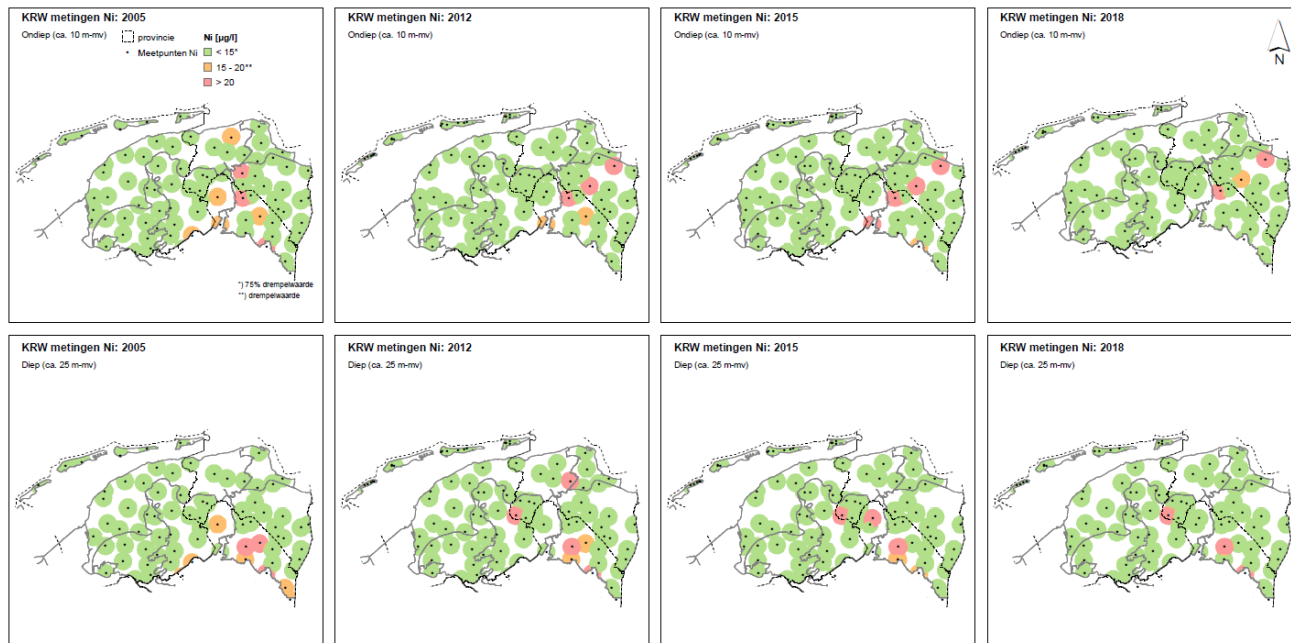 KRW metingen Ni: 2005
Ondiep (ca. 10 m-mv)
provincie
Meetpunten Ni
Ni [µg/l]
< 15*
15 - 20**
> 20
*) 75% drempelwaarde
**) drempelwaarde
KRW metingen Ni: 2012
Ondiep (ca. 10 m-mv)
KRW metingen Ni: 2015
Ondiep (ca. 10 m-mv)
KRW metingen Ni: 2018
Ondiep (ca. 10 m-mv)
N
KRW metingen Ni: 2005
Diep (ca. 25 m-mv)
KRW metingen Ni: 2012
Diep (ca. 25 m-mv)
KRW metingen Ni: 2015
Diep (ca. 25 m-mv)
KRW metingen Ni: 2018
Diep (ca. 25 m-mv)